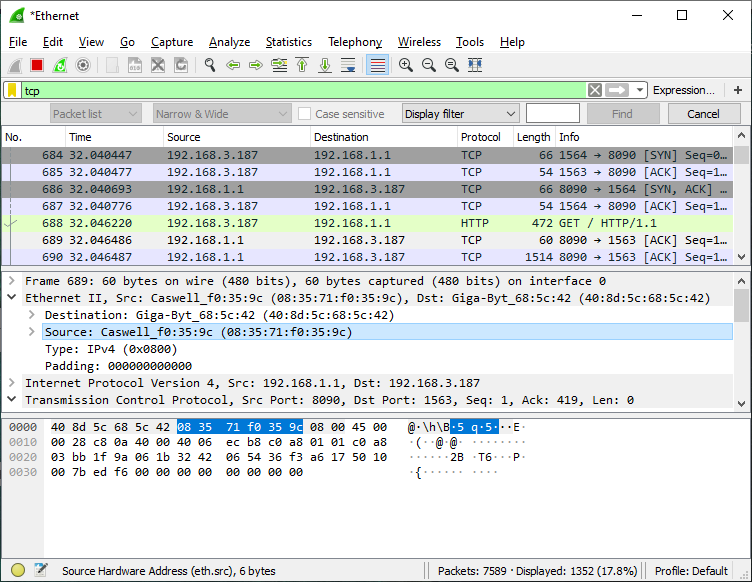 *Ethernet
File Edit View Go Capture Analyze Statistics Telephony Wireless Tools Help
tcp Expression… +
Packet list Narrow & Wide Case sensitive Display filter Find Cancel
No. Time Source Destination Protocol Length Info
684 32.040447 192.168.3.187 192.168.1.1 TCP 66 1564 → 8090 [SYN] Seq=0…
685 32.040477 192.168.3.187 192.168.1.1 TCP 54 1563 → 8090 [ACK] Seq=1…
686 32.040693 192.168.1.1 192.168.3.187 TCP 66 8090 → 1564 [SYN, ACK] …
687 32.040776 192.168.3.187 192.168.1.1 TCP 54 1564 → 8090 [ACK] Seq=1…
688 32.046220 192.168.3.187 192.168.1.1 HTTP 472 GET / HTTP/1.1
689 32.046486 192.168.1.1 192.168.3.187 TCP 60 8090 → 1563 [ACK] Seq=1…
690 32.046487 192.168.1.1 192.168.3.187 TCP 1514 8090 → 1563 [ACK] Seq=1…
Frame 689: 60 bytes on wire (480 bits), 60 bytes captured (480 bits) on interface 0
Ethernet II, Src: Caswell_f0:35:9c (08:35:71:f0:35:9c), Dst: Giga-Byt_68:5c:42 (40:8d:5c:68:5c:42)
Destination: Giga-Byt_68:5c:42 (40:8d:5c:68:5c:42)
Source: Caswell_f0:35:9c (08:35:71:f0:35:9c)
Type: IPv4 (0x0800)
Padding: 000000000000
Internet Protocol Version 4, Src: 192.168.1.1, Dst: 192.168.3.187
Transmission Control Protocol, Src Port: 8090, Dst Port: 1563, Seq: 1, Ack: 419, Len: 0
0000 40 8d 5c 68 5c 42 08 35 71 f0 35 9c 08 00 45 00 @·\h\B·5 q·5···E·
0010 00 28 c8 0a 40 00 40 06 ec b8 c0 a8 01 01 c0 a8 ·(··@·@· ········
0020 03 bb 1f 9a 06 1b 32 42 06 54 36 f3 a6 17 50 10 ······2B ·T6···P·
0030 00 7b ed f6 00 00 00 00 00 00 00 00 ·{······ ····
Source Hardware Address (eth.src), 6 bytes Packets: 7589 · Displayed: 1352 (17.8%) Profile: Default